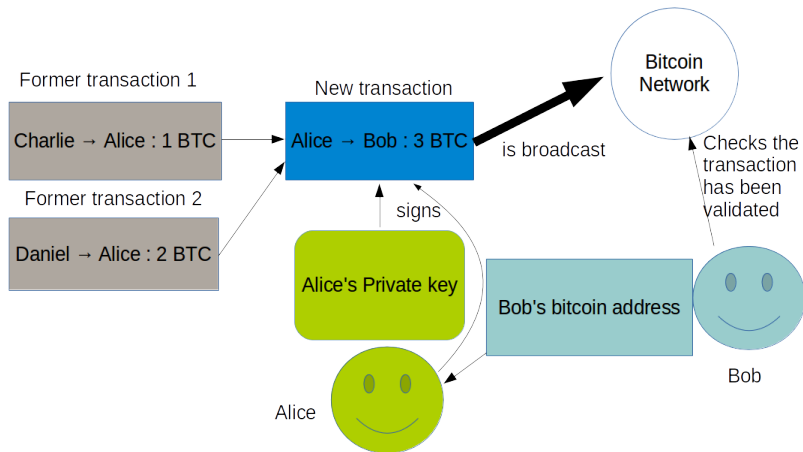 Former transaction 1
Charlie → Alice : 1 BTC
Former transaction 2
Daniel → Alice : 2 BTC
New transaction
Alice → Bob : 3 BTC
is broadcast
Bitcoin
Network
Checks the
transaction
has been
validated
signs
Alice's Private key
Alice
Bob's bitcoin address
Bob